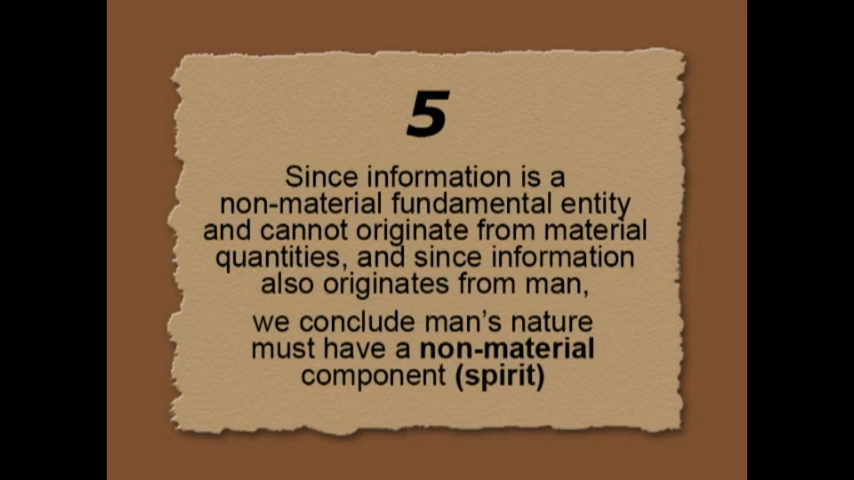 5
Since information is a
non-material fundamental entity
and cannot originate from material
quantities, and since information
also originates from man,
we conclude man's nature
must have a non-material
component (spirit)